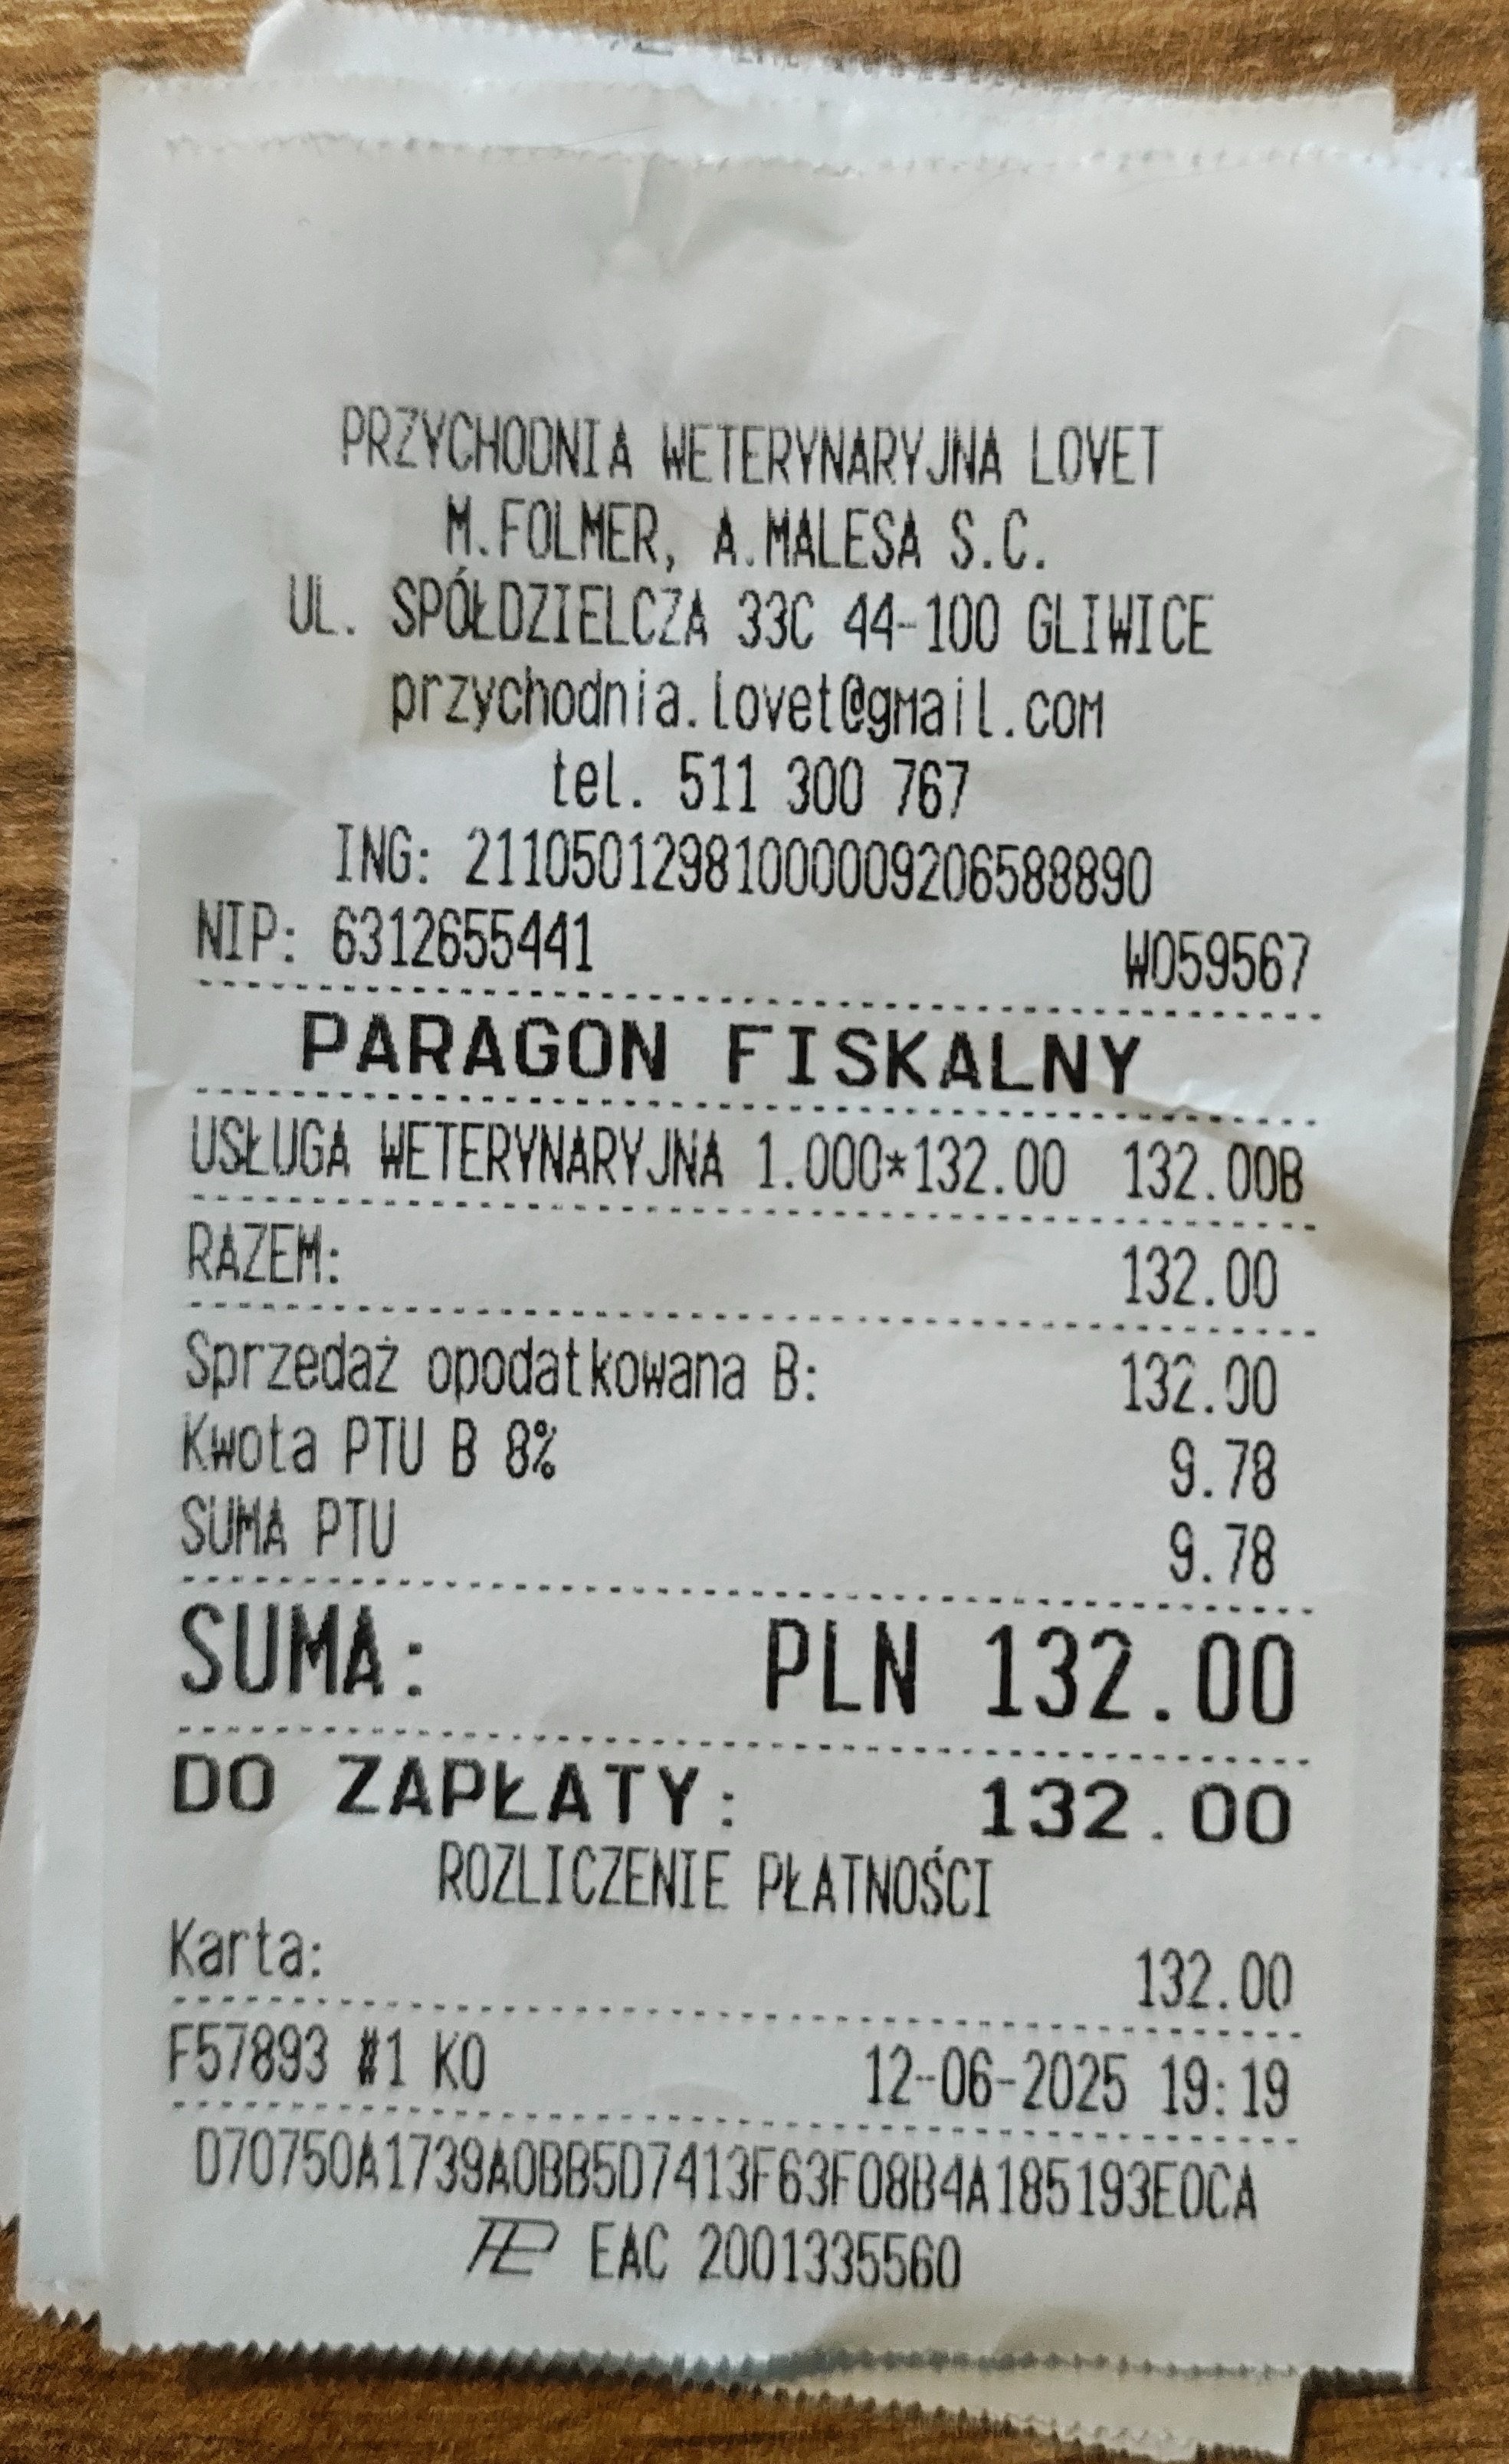 PRZYCHODNIA WETERYNARYJNA LOVET
M.FOLMER, A.MALESA S.C.
UL. SPÓŁDZIELCZA 33C 44-100 GLIWICE
przychodnia.lovet@gmail.com
tel. 511 300 767
ING: 21105012981000009206588890
NIP: 6312655441 W059567
PARAGON FISKALNY
USŁUGA WETERYNARYJNA 1.000*132.00 132.00B
RAZEM: 132.00
Sprzedaż opodatkowana B: 132.00
Kwota PTU B 8% 9.78
SUMA PTU 9.78
SUMA: PLN 132.00
DO ZAPŁATY: 132.00
ROZLICZENIE PŁATNOŚCI
Karta: 132.00
F57893 #1 KO 12-06-2025 19:19
D70750A1739A0BB5D7413F63F08B4A185193E0CA
EAC 2001335560